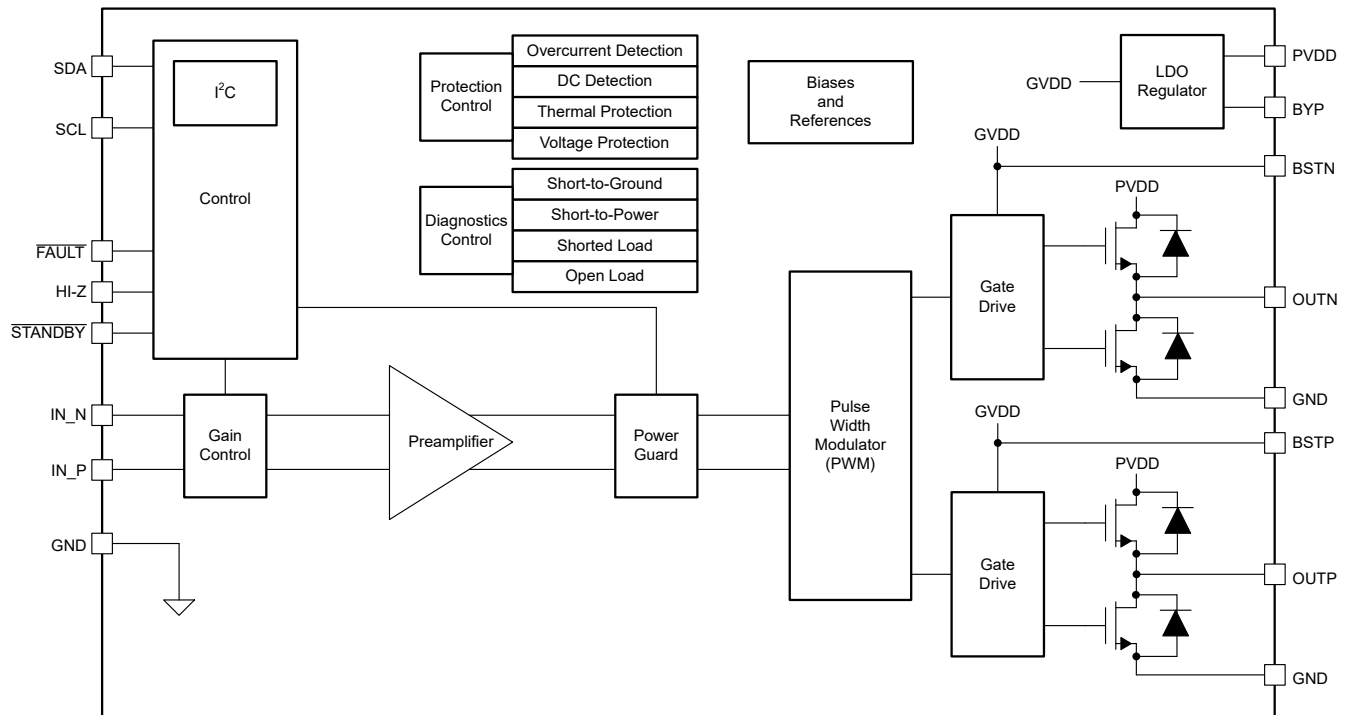 SDA
SCL
FAULT
HI-Z
STANDBY
IN_N
IN_P
GND
I²C
Control
Gain
Control
Protection
Control
Overcurrent Detection
DC Detection
Thermal Protection
Voltage Protection
Diagnostics
Control
Short-to-Ground
Short-to-Power
Shorted Load
Open Load
Preamplifier
Power
Guard
Biases
and
References
Pulse
Width
Modulator
(PWM)
GVDD
LDO
Regulator
GVDD
Gate
Drive
PVDD
GVDD
Gate
Drive
PVDD
PVDD
BYP
BSTN
OUTN
GND
BSTP
OUTP
GND